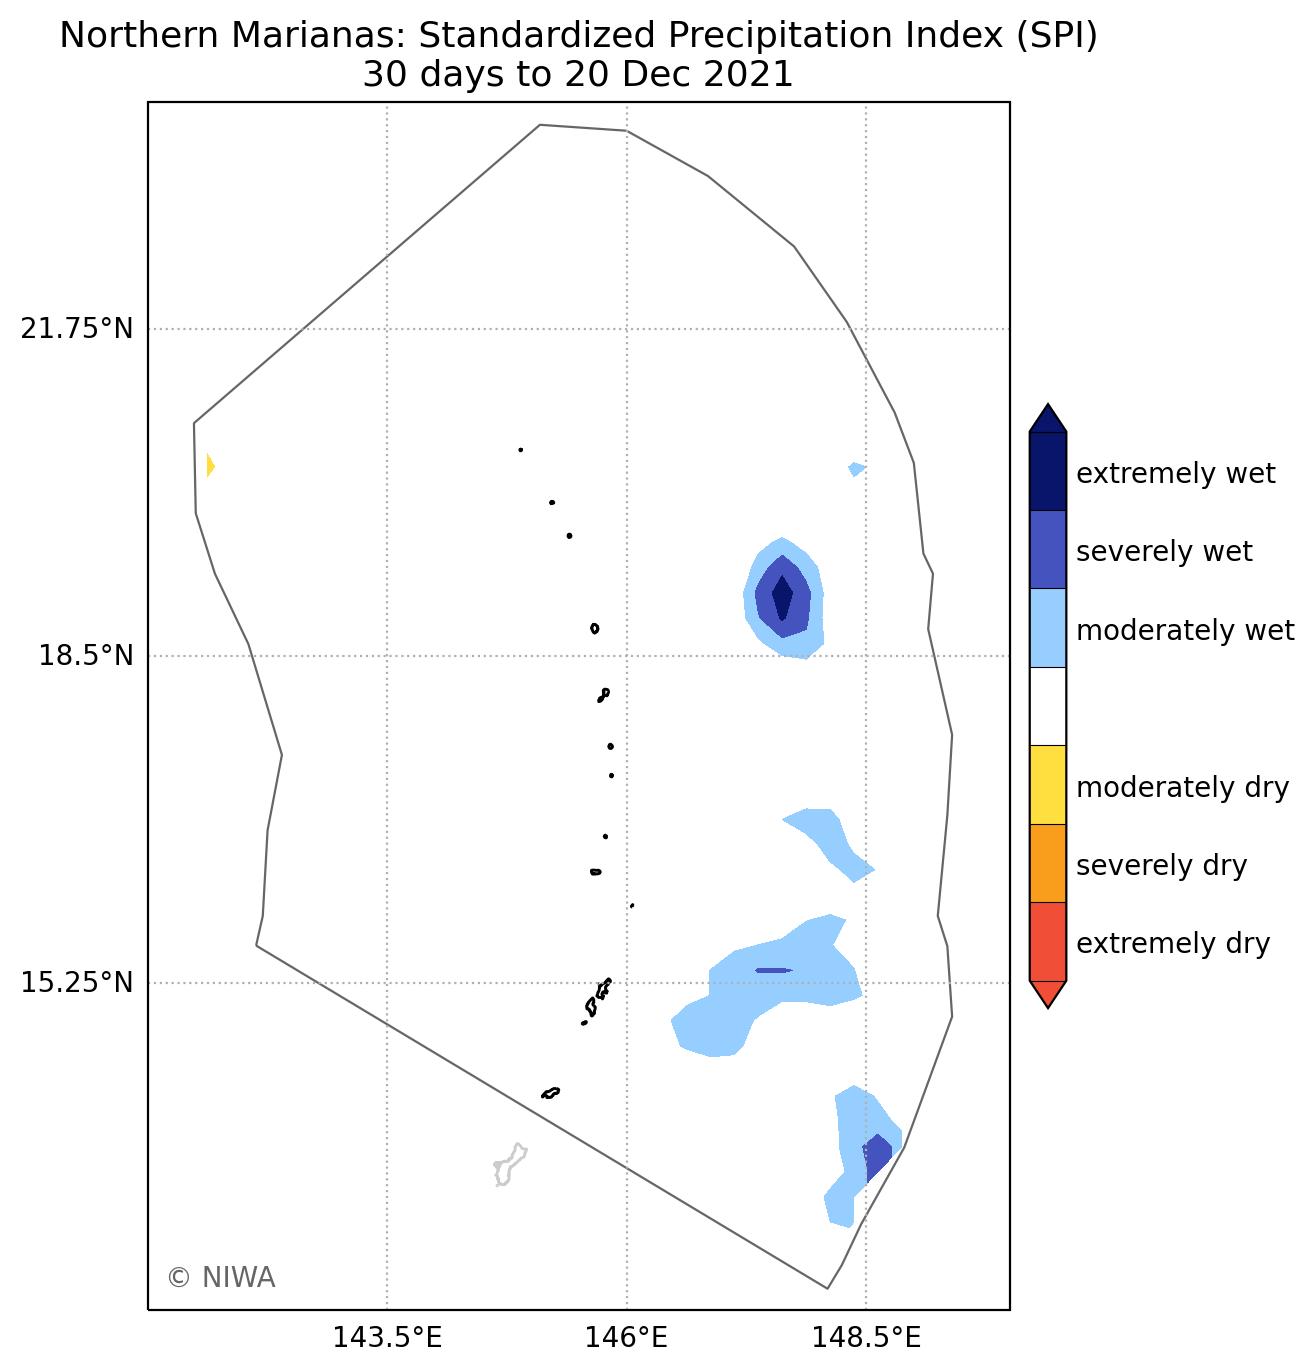 Northern Marianas: Standardized Precipitation Index (SPI)
30 days to 20 Dec 2021
21.75°N
18.5°N
15.25°N
143.5°E
146°E
148.5°E
extremely wet
severely wet
moderately wet
moderately dry
severely dry
extremely dry
© NIWA